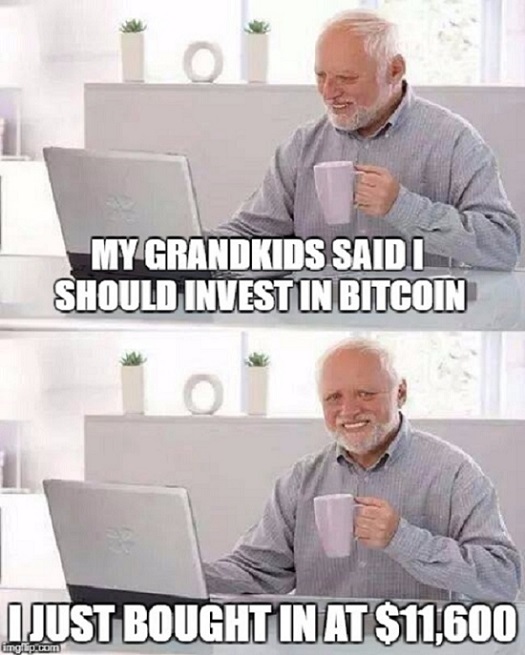 MY GRANDKIDS SAID I
SHOULD INVEST IN BITCOIN
I JUST BOUGHT IN AT $11,600
imgflip.com